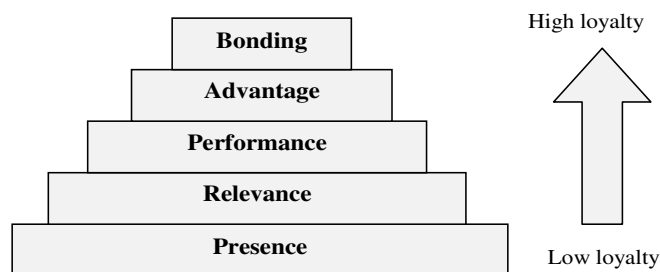 High loyalty
Bonding
Advantage
Performance
Relevance
Presence
Low loyalty